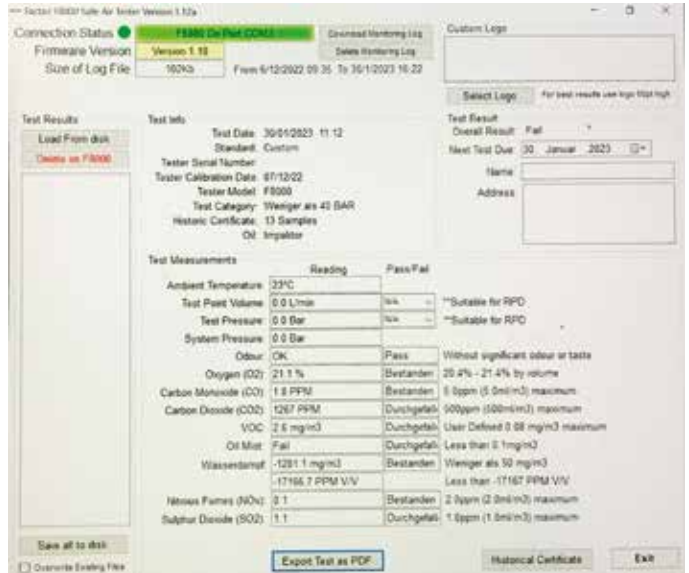 Factair F8000 Safe Air Tester Version 1.12a
Connection Status F8000 On Port COM3 Download Monitoring Log Custom Logo
Firmware Version Version 1.10 Delete Monitoring Log
Size of Log File 162Kb From 6/12/2022 09:35 To 30/1/2023 16:22
Select Logo For best results use logo high
Test Results Test Info Test Result
Load From disk Test Date: 30/01/2023 11:12 Overall Result: Fail
Delete on F8000 Standard: Custom Next Test Due: 30 Januar 2023
Tester Serial Number: Name:
Tester Calibration Date: 07/12/22 Address:
Tester Model: F8000
Test Category: Weniger als 40 BAR
Historic Certificate: 13 Samples
Oil: Impaktor
Test Measurements
Reading Pass/Fail
Ambient Temperature: 23ºC
Test Point Volume: 0.0 L/min N/A **Suitable for RPD
Test Pressure: 0.0 Bar N/A **Suitable for RPD
System Pressure: 0.0 Bar
Odour: OK Pass Without significant odour or taste
Oxygen (O2): 21.1 % Bestanden 20.4% - 21.4% by volume
Carbon Monoxide (CO): 1.8 PPM Bestanden 5.0ppm (5.0ml/m3) maximum
Carbon Dioxide (CO2): 1267 PPM Durchgefall 500ppm (500ml/m3) maximum
VOC: 2.6 mg/m3 Durchgefall User Defined 0.08 mg/m3 maximum
Oil Mist: Fail Durchgefall Less than 0.1mg/m3
Wasserdampf: -1281.1 mg/m3 Bestanden Weniger als 50 mg/m3
-17166.7 PPM V/V Less than -17167 PPM V/V
Nitrous Fumes (NOx): 0.1 Bestanden 2.0ppm (2.0ml/m3) maximum
Sulphur Dioxide (SO2): 1.1 Durchgefall 1.0ppm (1.0ml/m3) maximum
Save all to disk
Overwrite Existing Files Export Test as PDF Historical Certificate Exit